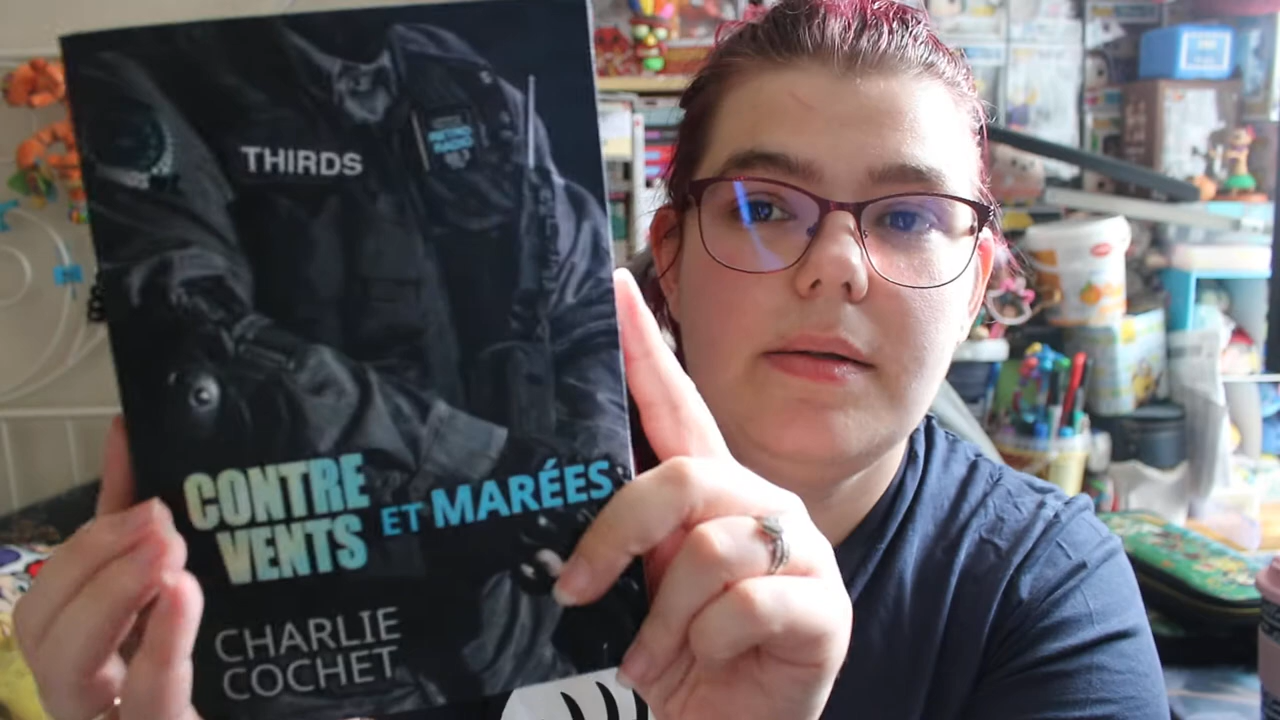 THIRDS
CONTRE
VENTS
ET MARÉES
CHARLIE
COCHET